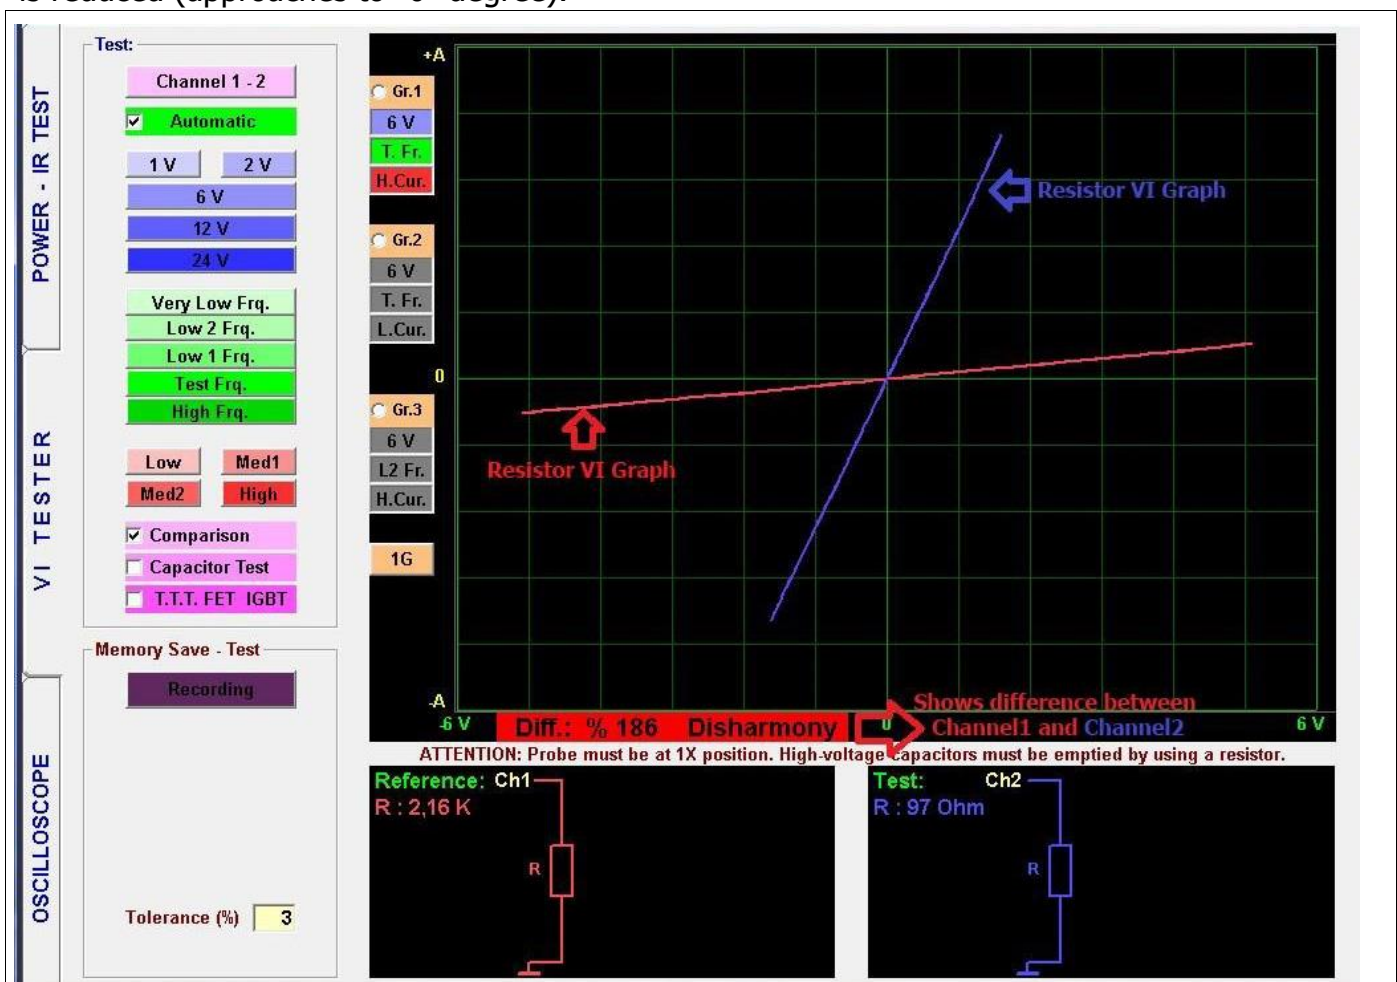 is reduced (approaches to "0" degree).
POWER - IR TEST
VI TESTER
OSCILLOSCOPE
Test:
Channel 1 - 2
Automatic
1 V 2 V
6 V
12 V
24 V
Very Low Frq.
Low 2 Frq.
Low 1 Frq.
Test Frq.
High Frq.
Low Med1
Med2 High
Comparison
Capacitor Test
T.T.T. FET IGBT
Memory Save - Test
Recording
Tolerance (%) 3
+A
Gr.1
6 V
T. Fr.
H.Cur.
Gr.2
6 V
T. Fr.
L.Cur.
0
Gr.3
6 V
L2 Fr.
H.Cur.
1G
-A
Resistor VI Graph
Resistor VI Graph
-6 V
Diff.: % 186 Disharmony
0
Shows difference between
Channel1 and Channel2
6 V
ATTENTION: Probe must be at 1X position. High-voltage capacitors must be emptied by using a resistor.
Reference: Ch1
R : 2,16 K
R
Test: Ch2
R : 97 Ohm
R